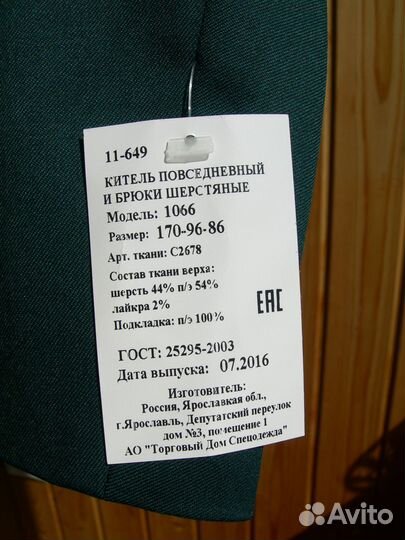 11-649
КИТЕЛЬ ПОВСЕДНЕВНЫЙ
И БРЮКИ ШЕРСТЯНЫЕ
Модель: 1066
Размер: 170-96-86
Арт. ткани: С2678
Состав ткани верха:
шерсть 44% п/э 54%
лайкра 2%
Подкладка: п/э 100%
ЕАС
ГОСТ: 25295-2003
Дата выпуска: 07.2016
Изготовитель:
Россия, Ярославкая обл.,
г.Ярославль, Депутатский переулок
дом №3, помещение 1
АО "Торговый Дом Спецодежда"
Avito